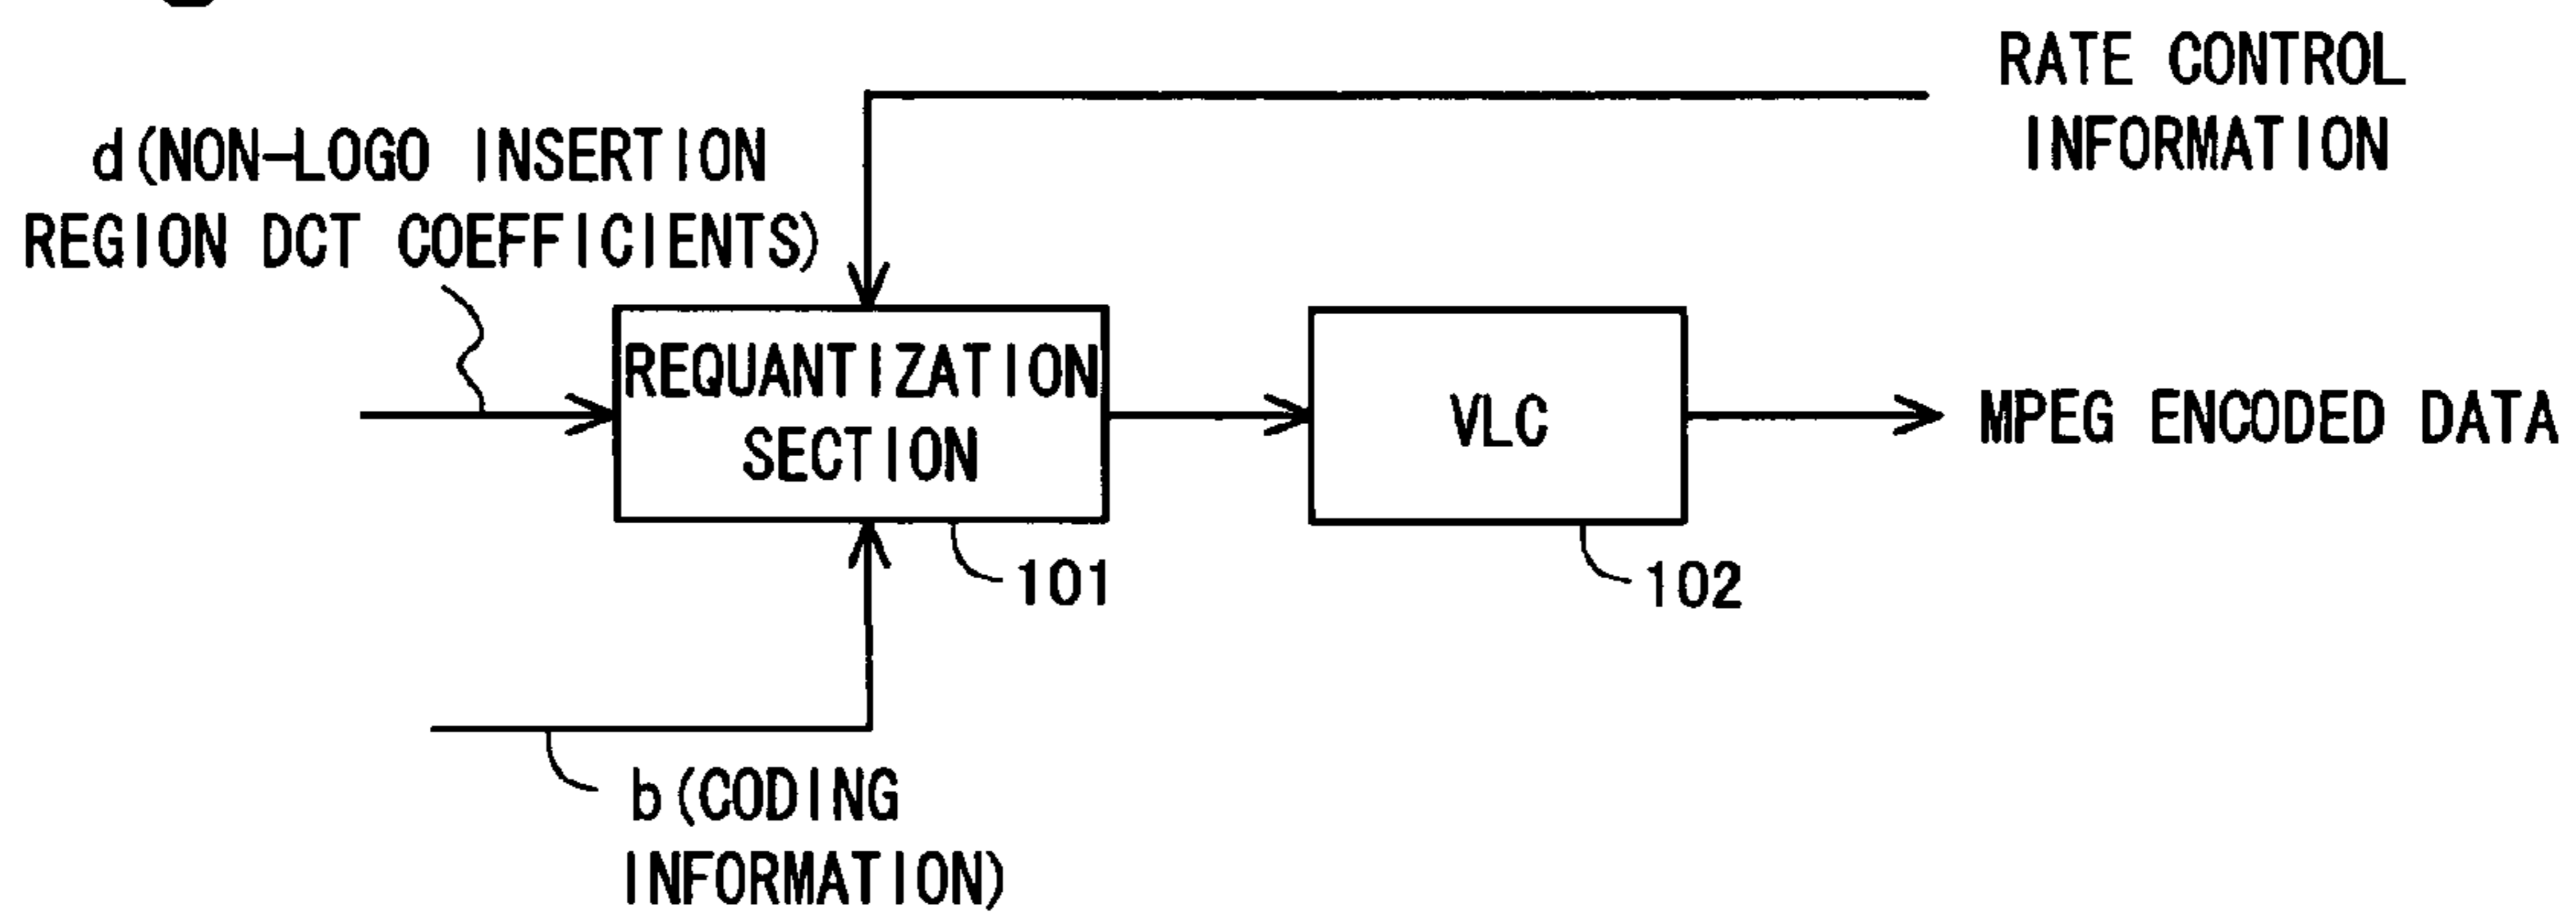 RATE CONTROL
INFORMATION
d(NON-LOGO INSERTION
REGION DCT COEFFICIENTS)
REQUANTIZATION
SECTION
101
VLC
102
MPEG ENCODED DATA
b(CODING
INFORMATION)